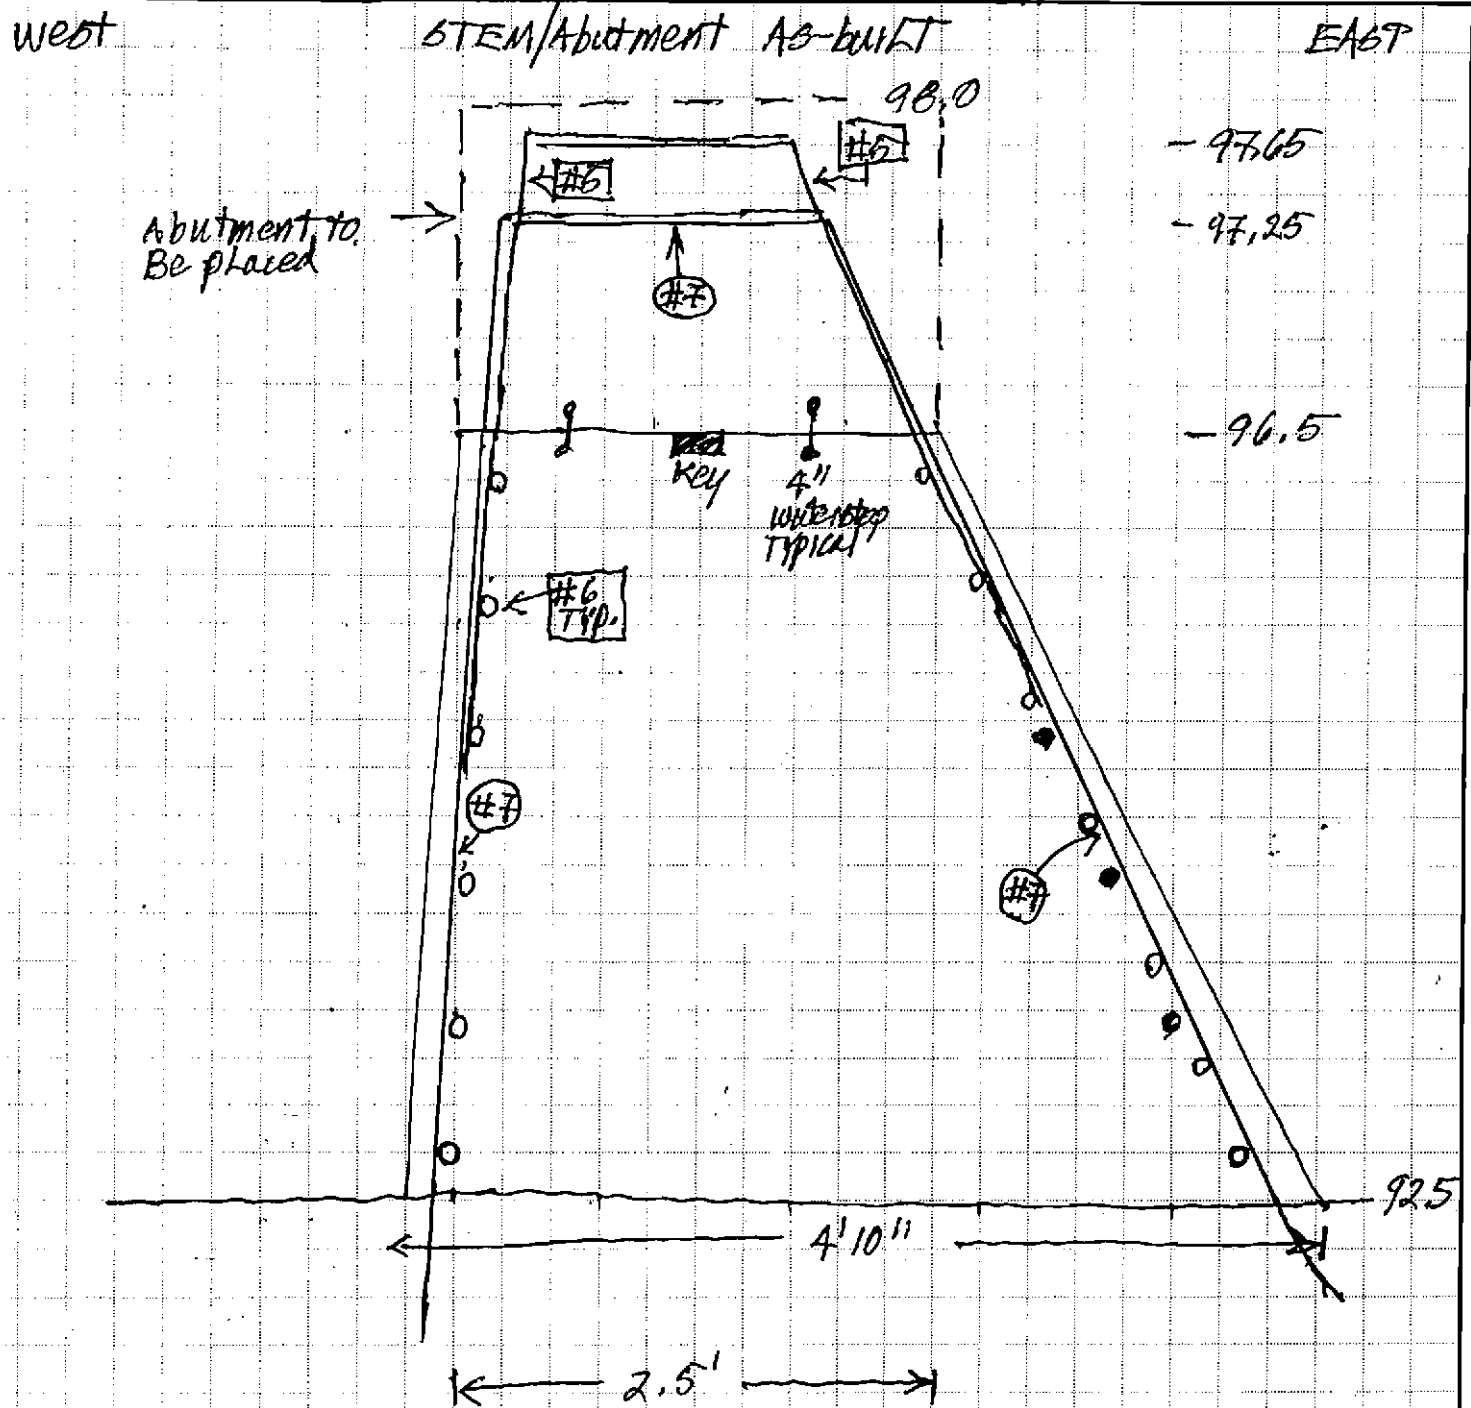 West STEM/Abutment As-built EAST
98.0
#5
- 97.65
#6
Abutment to
Be placed
- 97.25
#7
- 96.5
Key
4"
waterstop
Typical
#6
Typ.
#7
#7
92.5
4'10"
2.5'